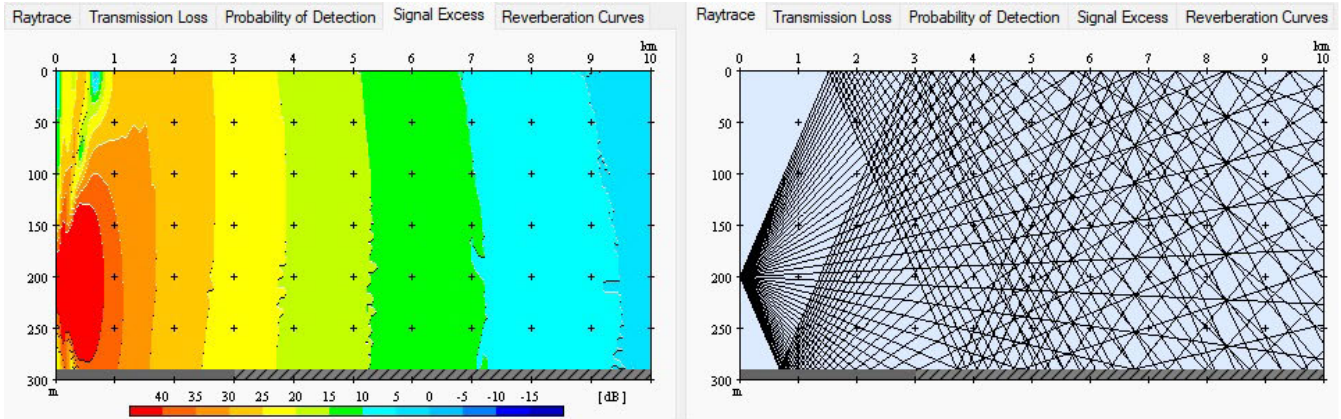 Raytrace Transmission Loss Probability of Detection Signal Excess Reverberation Curves
km
0 1 2 3 4 5 6 7 8 9 10
0
50
100
150
200
250
300
m
40 35 30 25 20 15 10 5 0 -5 -10 -15 [dB]
Raytrace Transmission Loss Probability of Detection Signal Excess Reverberation Curves
km
0 1 2 3 4 5 6 7 8 9 10
0
50
100
150
200
250
300
m